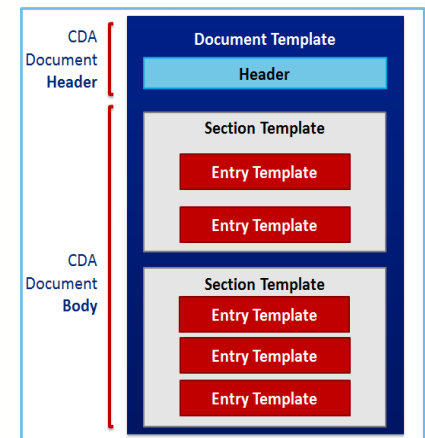 CDA
Document
Header
Document Template
Header
CDA
Document
Body
Section Template
Entry Template
Entry Template
Section Template
Entry Template
Entry Template
Entry Template